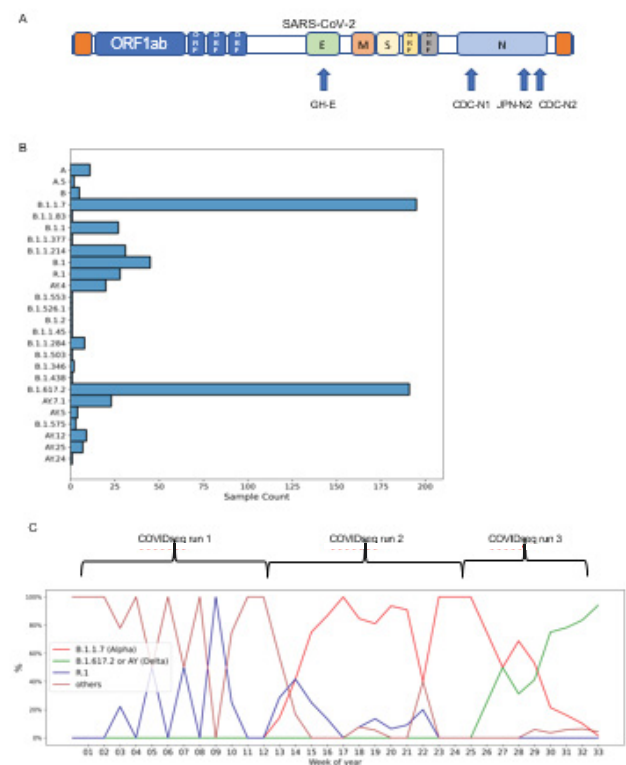 A
SARS-CoV-2
ORF1ab
ORF
ORF
ORF
E
M
S
ORF
ORF
N
GH-E
CDC-N1
JPN-N2
CDC-N2
B
A
A.5
B
B.1.1.7
B.1.1.83
B.1.1
B.1.1.377
B.1.1.214
B.1
R.1
AY.4
B.1.553
B.1.526.1
B.1.2
B.1.1.45
B.1.1.284
B.1.503
B.1.346
B.1.438
B.1.617.2
AY.7.1
AY.5
B.1.575
AY.12
AY.25
AY.24
0 25 50 75 100 125 150 175 200
Sample Count
C
COVIDseq run 1
COVIDseq run 2
COVIDseq run 3
100%
80%
60%
40%
20%
0%
%
B.1.1.7 (Alpha)
B.1.617.2 or AY (Delta)
R.1
others
01 02 03 04 05 06 07 08 09 10 11 12 13 14 15 16 17 18 19 20 21 22 23 24 25 26 27 28 29 30 31 32 33
Week of year